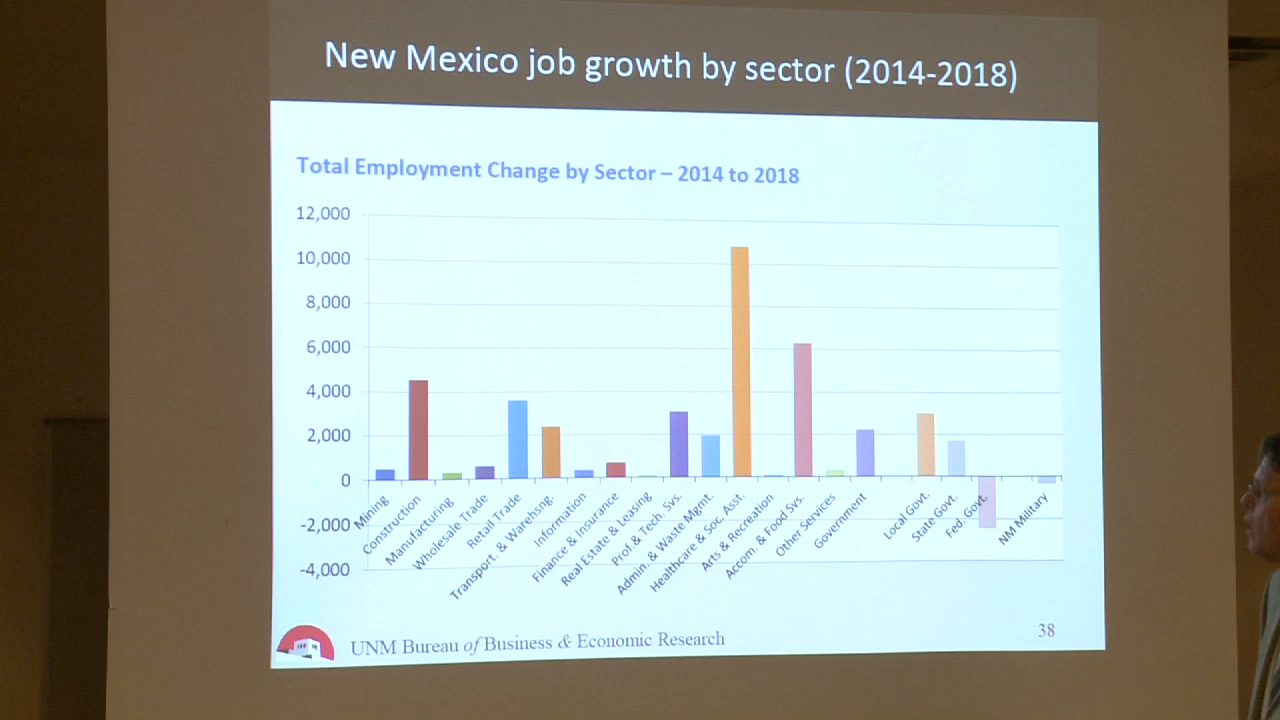 New Mexico job growth by sector (2014-2018)
Total Employment Change by Sector – 2014 to 2018
12,000
10,000
8,000
6,000
4,000
2,000
0
-2,000
-4,000
Mining
Construction
Manufacturing
Wholesale Trade
Retail Trade
Transport. & Warehsng.
Information
Finance & Insurance
Real Estate & Leasing
Prof. & Tech. Svs.
Admin. & Waste Mgmt.
Healthcare & Soc. Asst.
Arts & Recreation
Accom. & Food Svs.
Other Services
Government
Local Govt.
State Govt.
Fed. Govt.
NM Military
UNM Bureau of Business & Economic Research
38